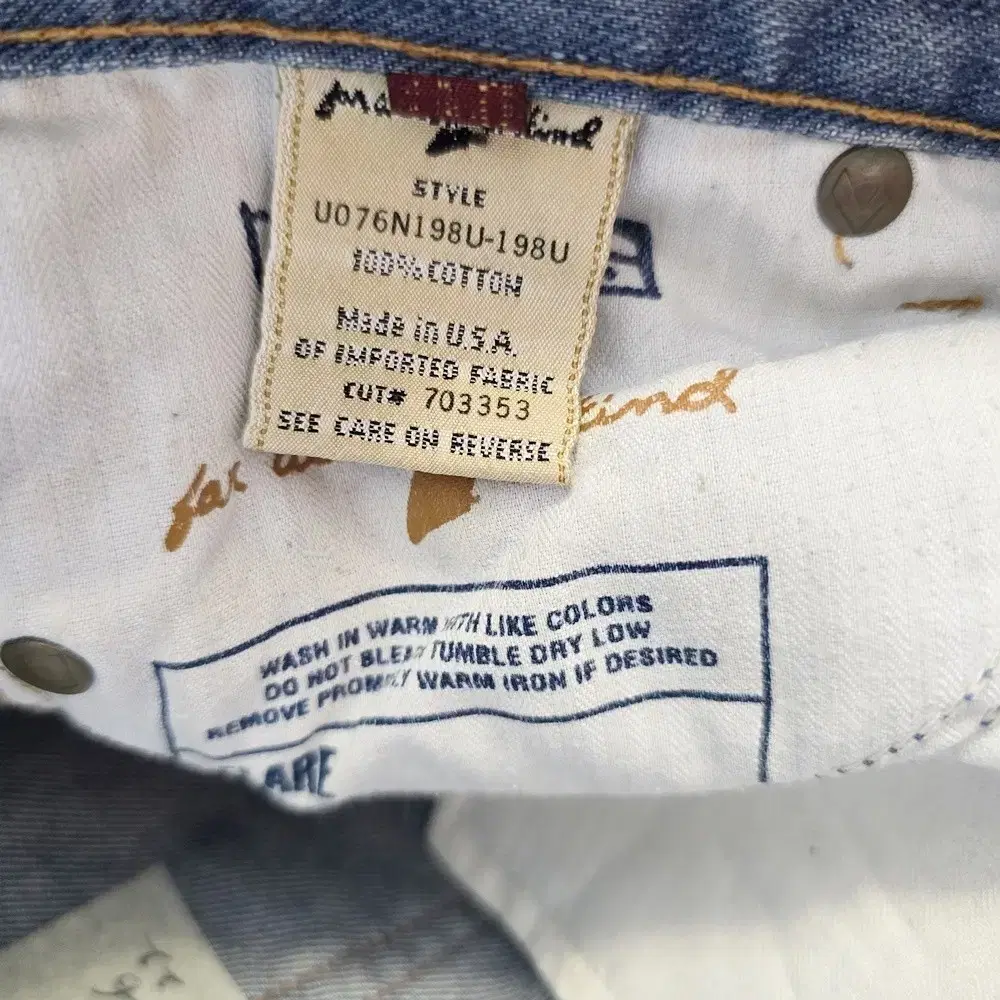 STYLE
U076N198U-198U
100% COTTON
Made in U.S.A.
OF IMPORTED FABRIC
CUT# 703353
SEE CARE ON REVERSE
for
WASH IN WARM WITH LIKE COLORS
DO NOT BLEACH TUMBLE DRY LOW
REMOVE PROMPTLY WARM IRON IF DESIRED